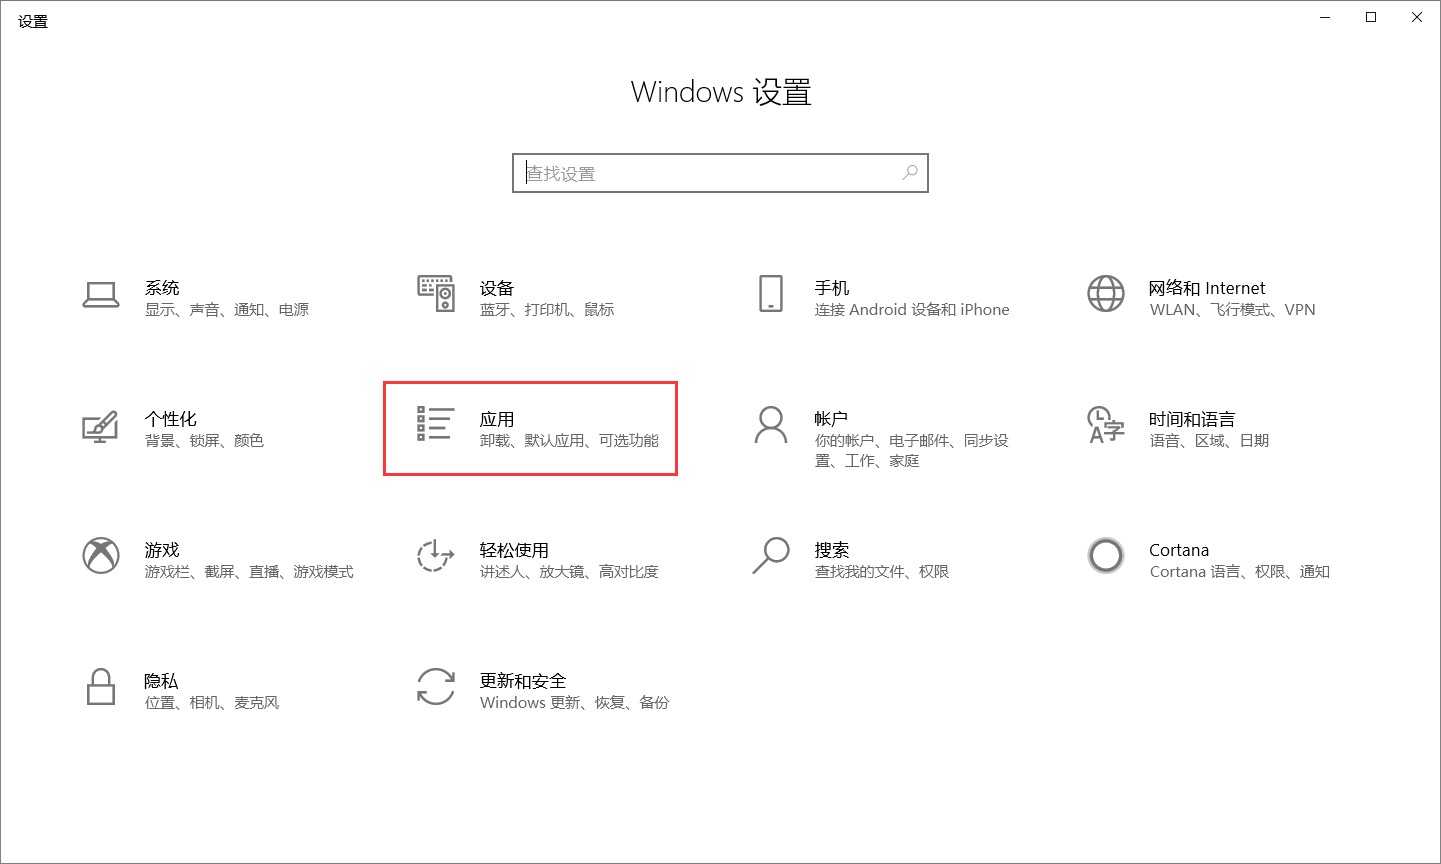 设置
Windows 设置
查找设置
系统
显示、声音、通知、电源
设备
蓝牙、打印机、鼠标
手机
连接 Android 设备和 iPhone
网络和 Internet
WLAN、飞行模式、VPN
个性化
背景、锁屏、颜色
应用
卸载、默认应用、可选功能
帐户
你的帐户、电子邮件、同步设
置、工作、家庭
时间和语言
语音、区域、日期
游戏
游戏栏、截屏、直播、游戏模式
轻松使用
讲述人、放大镜、高对比度
搜索
查找我的文件、权限
Cortana
Cortana 语言、权限、通知
隐私
位置、相机、麦克风
更新和安全
Windows 更新、恢复、备份